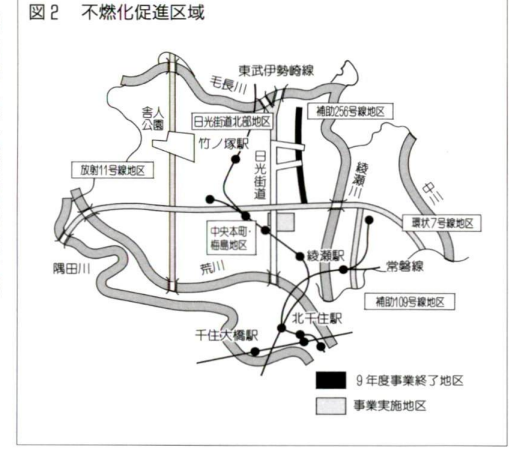 図2 不燃化促進区域
東武伊勢崎線
毛長川
舎人
公園
日光街道北部地区
補助256号線地区
竹ノ塚駅
日光街道
綾瀬川
中川
放射11号線地区
環状7号線地区
中央本町・
梅島地区
隅田川
荒川
綾瀬駅
常磐線
補助109号線地区
北千住駅
千住大橋駅
9年度事業終了地区
事業実施地区